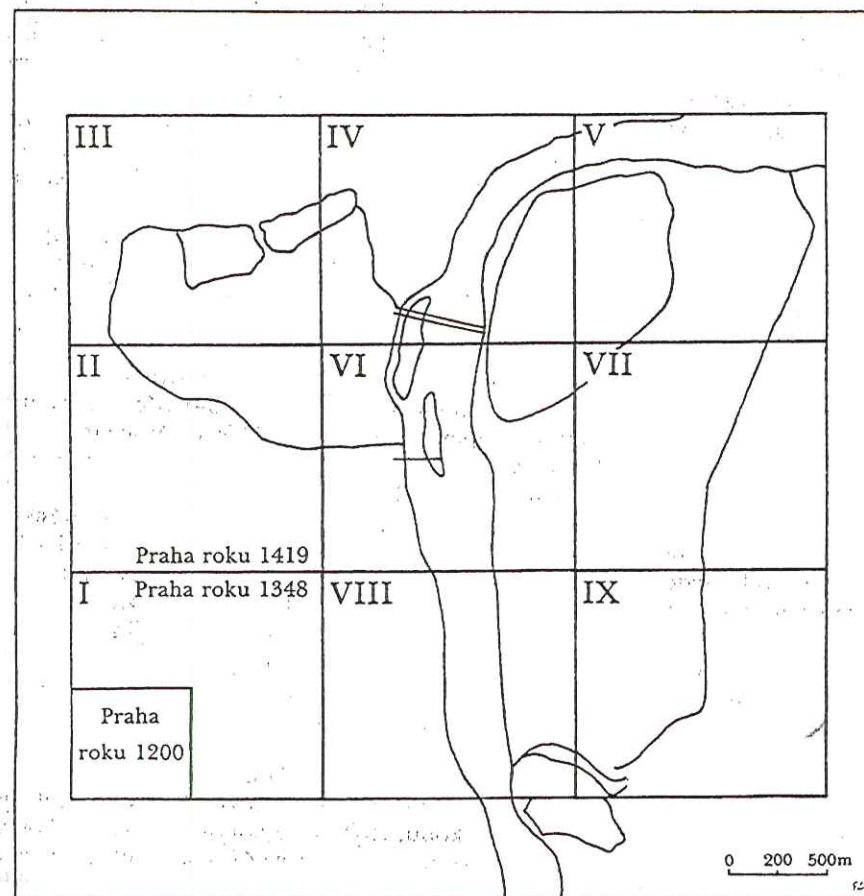 III
IV
V
II
VI
VII
Praha roku 1419
I
Praha roku 1348
VIII
IX
Praha
roku 1200
0 200 500m